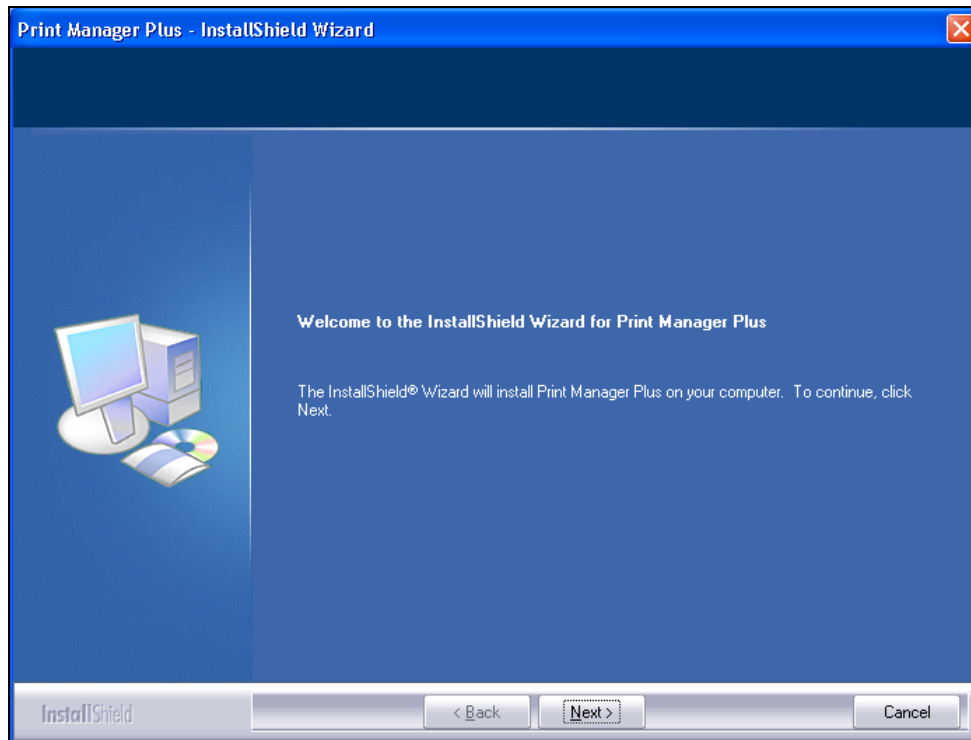 Print Manager Plus - InstallShield Wizard
Welcome to the InstallShield Wizard for Print Manager Plus
The InstallShield® Wizard will install Print Manager Plus on your computer.  To continue, click
Next.
InstallShield
< Back
Next >
Cancel